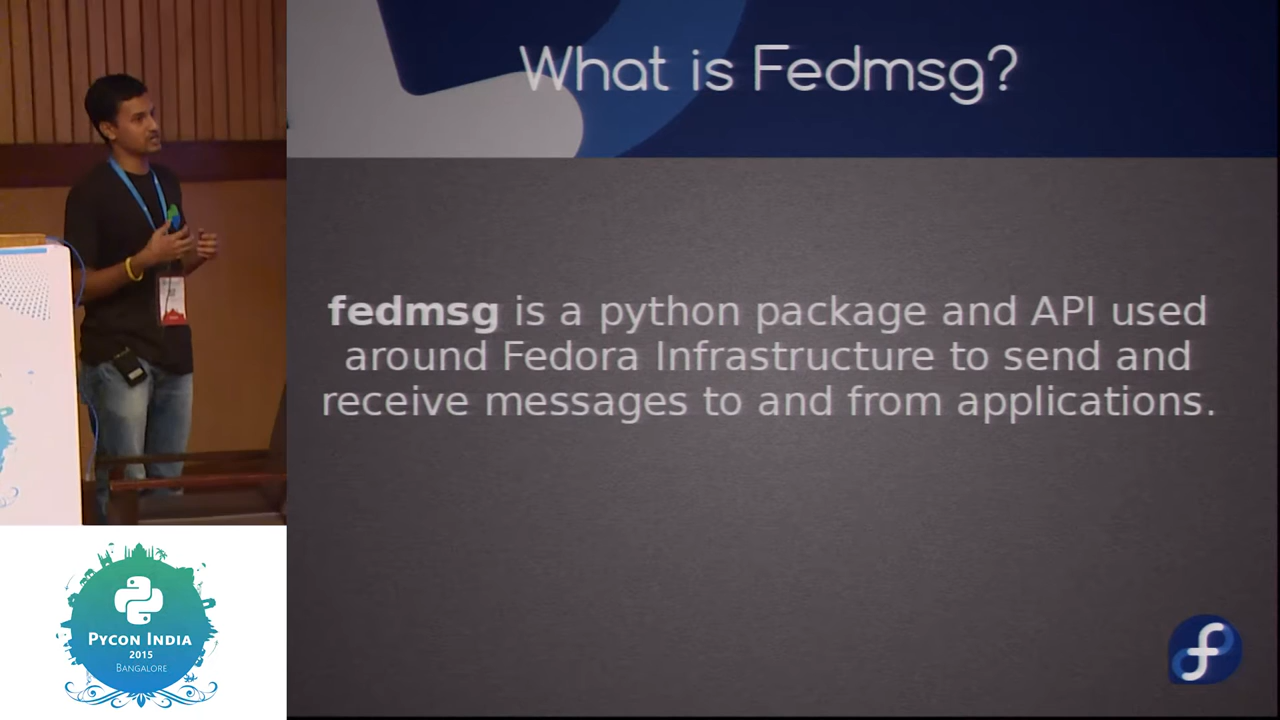 What is Fedmsg?
fedmsg is a python package and API used
around Fedora Infrastructure to send and
receive messages to and from applications.
PYCON INDIA
2015
BANGALORE